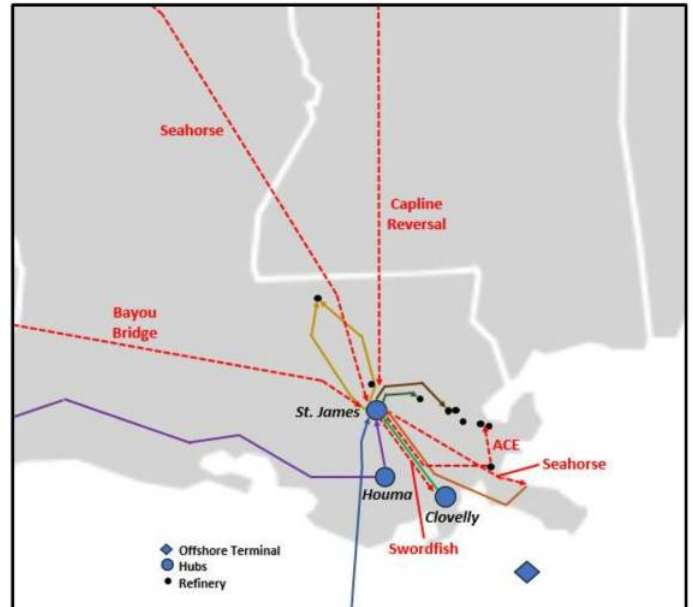 Seahorse
Capline
Reversal
Bayou
Bridge
St. James
ACE
Seahorse
Houma
Clovelly
Swordfish
Offshore Terminal
Hubs
Refinery